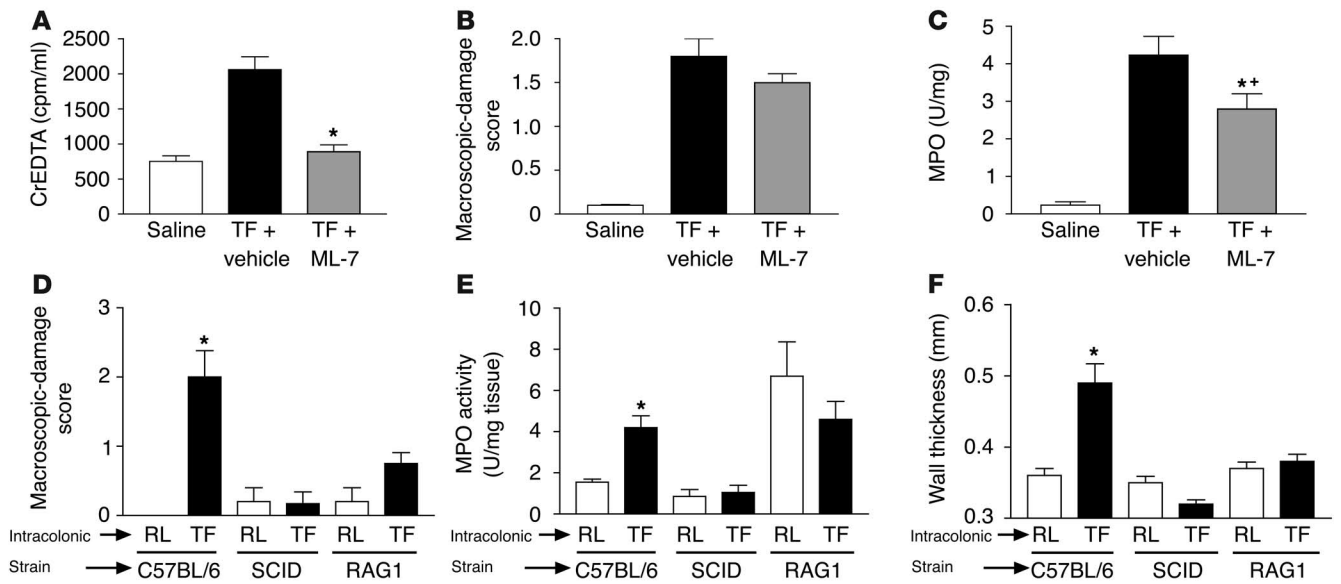 A
CrEDTA (cpm/ml)
2500
2000
1500
1000
500
0
*
Saline
TF +
vehicle
TF +
ML-7
B
Macroscopic-damage
score
2.0
1.5
1.0
0.5
0
Saline
TF +
vehicle
TF +
ML-7
C
MPO (U/mg)
5
4
3
2
1
0
*+
Saline
TF +
vehicle
TF +
ML-7
D
Macroscopic-damage
score
3
2
1
0
*
Intracolonic RL TF RL TF RL TF
Strain C57BL/6 SCID RAG1
E
MPO activity
(U/mg tissue)
10
8
6
4
2
0
*
Intracolonic RL TF RL TF RL TF
Strain C57BL/6 SCID RAG1
F
Wall thickness (mm)
0.6
0.5
0.4
0.3
*
Intracolonic RL TF RL TF RL TF
Strain C57BL/6 SCID RAG1